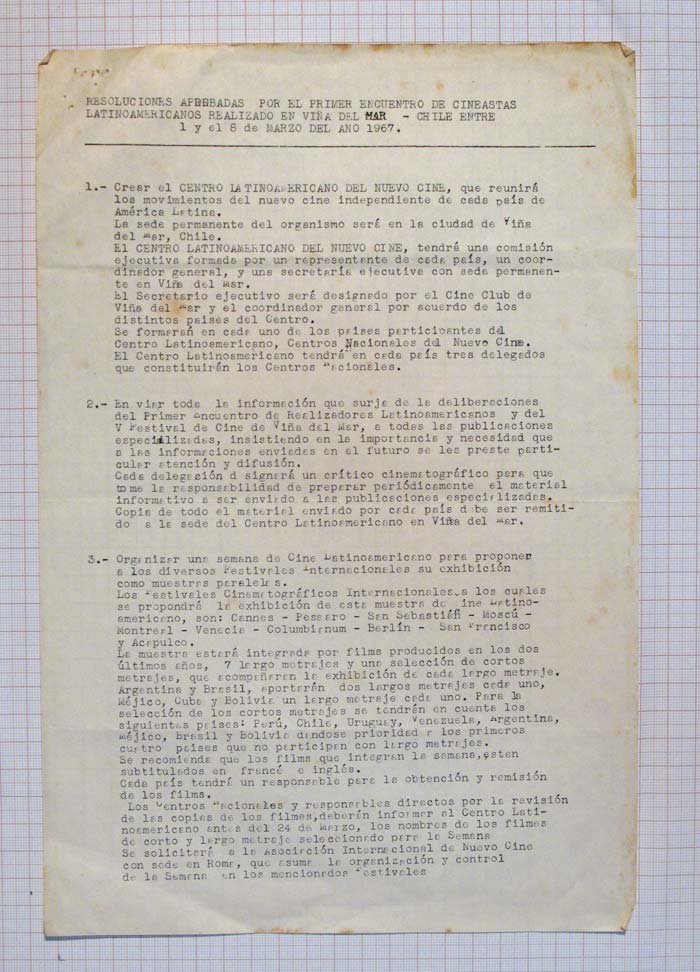 RESOLUCIONES APROBADAS POR EL PRIMER ENCUENTRO DE CINEASTAS
LATINOAMERICANOS REALIZADO EN VIÑA DEL MAR - CHILE ENTRE
1 y el 8 de MARZO DEL ANO 1967.
1.- Crear el CENTRO LATINOAMERICANO DEL NUEVO CINE, que reunirá
los movimientos del nuevo cine independiente de cada país de
América Latina.
La sede permanente del organismo será en la ciudad de Viña
del Mar, Chile.
El CENTRO LATINOAMERICANO DEL NUEVO CINE, tendrá una comisión
ejecutiva formada por un representante de cada país, un coor-
dinador general, y una secretaría ejecutiva con sede permanen-
te en Viña del Mar.
El Secretario ejecutivo será designado por el Cine Club de
Viña del Mar y el coordinador general por acuerdo de los
distintos paises del Centro.
Se formarán en cada uno de los paises participantes del
Centro Latinoamericano, Centros Nacionales del Nuevo Cine.
El Centro Latinoamericano tendrá en cada país tres delegados
que constituirán los Centros Nacionales.
2.- En viar toda la información que surja de la deliberaciones
del Primer Encuentro de Realizadores Latinoamericanos y del
V Festival de Cine de Viña del Mar, a todas las publicaciones
especializadas, insistiendo en la importancia y necesidad que
a las informaciones enviadas en el futuro se les preste parti-
cular atención y difusión.
Cada delegasión d signará un crítico cinematográfico para que
tome la responsabilidad de preparar periódicamente el material
informativo a ser enviado a las publicaciones especializadas.
Copia de todo el material enviado por cada país debe ser remiti-
do a la sede del Centro Latinoamericano en Viña del Mar.
3.- Organizar una semana de Cine Latinoamericano para proponer
a los diversos Festivales Internacionales su exhibición
como muestras paralelas.
Los Festivales Cinematográficos Internacionales a los cuales
se propondrá la exhibición de esta muestra de Cine Latino-
americano, son: Cannes - Pessaro - San Sebastián - Moscú -
Montreal - Venecia - Columbianum - Berlín - San Francisco
y Acapulco.
La muestra estará integrada por films producidos en los dos
últimos años, 7 largo metrajes y una selección de cortos
metrajes, que acompañaran la exhibición de cada largo metraje.
Argentina y Brasil, aportarán dos largos metrajes cada uno,
Méjico, Cuba y Bolivia un largo metraje cada uno. Para la
selección de los cortos metrajes se tendrán en cuenta los
siguientes paises: Perú, Chile, Uruguay, Venezuela, Argentina,
Méjico, Brasil y Bolivia dandose prioridad a los primeros
cuatro paises que no participan con largo metrajes.
Se recomienda que los films que integran la semana, esten
subtitulados en francé e inglés.
Cada país tendrá un responsable para la obtención y remisión
de los films.
Los Centros Nacionales y responsables directos por la revisión
de las copias de los filmes, deberán informar al Centro Lati-
noamericano antes del 24 de Marzo, los nombres de los filmes
de corto y largo metraje seleccionado para la Semana
Se solicitará a la Asociación Internacional de Nuevo Cine
con sede en Roma, que asuma la organización y control
de la Semana en los mencionados Festivales